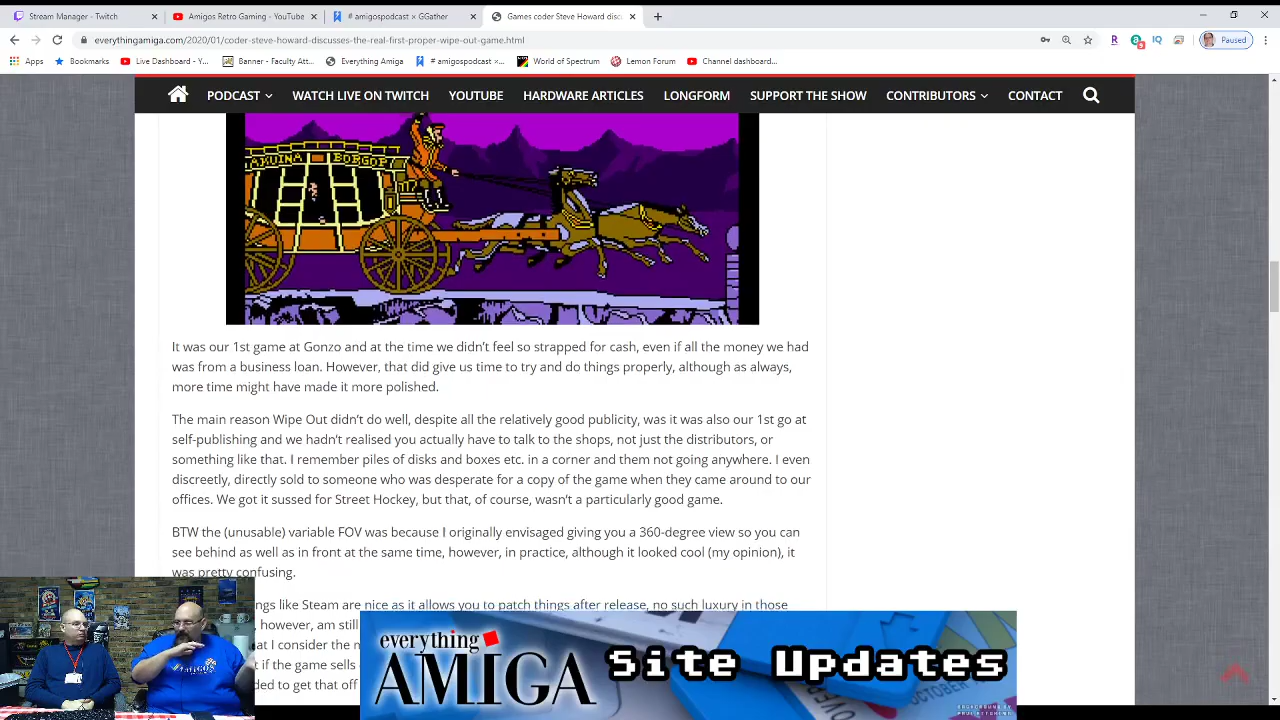 Stream Manager - Twitch
Amigos Retro Gaming - YouTube
# amigospodcast × GGather
Games coder Steve Howard disc
everythingamiga.com/2020/01/coder-steve-howard-discusses-the-real-first-proper-wipe-out-game.html
Paused
Apps
Bookmarks
Live Dashboard - Y...
Banner - Faculty Att...
Everything Amiga
# amigospodcast ×...
World of Spectrum
Lemon Forum
Channel dashboard...
PODCAST
WATCH LIVE ON TWITCH
YOUTUBE
HARDWARE ARTICLES
LONGFORM
SUPPORT THE SHOW
CONTRIBUTORS
CONTACT
It was our 1st game at Gonzo and at the time we didn't feel so strapped for cash, even if all the money we had
was from a business loan. However, that did give us time to try and do things properly, although as always,
more time might have made it more polished.
The main reason Wipe Out didn't do well, despite all the relatively good publicity, was it was also our 1st go at
self-publishing and we hadn't realised you actually have to talk to the shops, not just the distributors, or
something like that. I remember piles of disks and boxes etc. in a corner and them not going anywhere. I even
discreetly, directly sold to someone who was desperate for a copy of the game when they came around to our
offices. We got it sussed for Street Hockey, but that, of course, wasn't a particularly good game.
BTW the (unusable) variable FOV was because I originally envisaged giving you a 360-degree view so you can
see behind as well as in front at the same time, however, in practice, although it looked cool (my opinion), it
was pretty confusing.
ngs like Steam are nice as it allows you to patch things after release, no such luxury in those
, however, am still
at I consider the m
t if the game sells
ded to get that off
everything
AMIGA
Site Updates